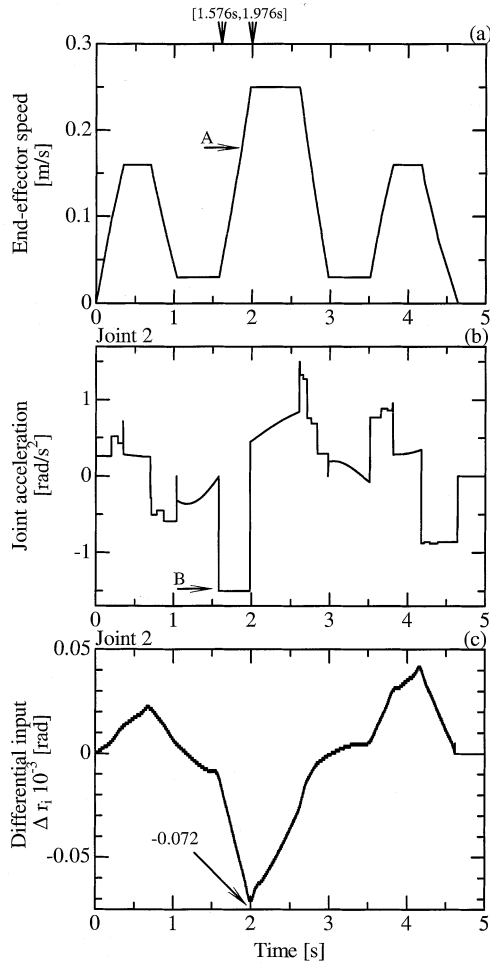 [1.576s,1.976s]
(a)
0.3
0.2
0.1
0
A
End-effector speed
[m/s]
0 1 2 3 4 5
Joint 2
(b)
1
0
-1
B
Joint acceleration
[rad/s²]
0 1 2 3 4 5
Joint 2
(c)
0.05
0
-0.05
-0.072
Differential input
Δ rᵢ 10⁻³ [rad]
0 1 2 3 4 5
Time [s]